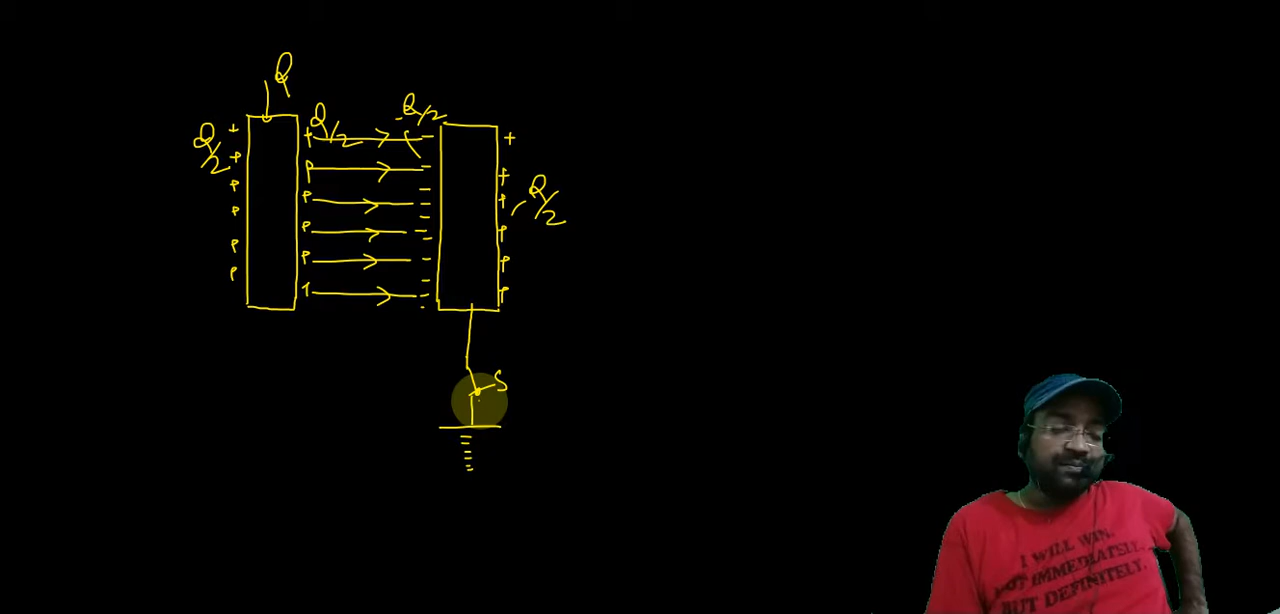 Q
Q/2
Q/2
-Q/2
Q/2
S
I WILL WIN.
NOT IMMEDIATELY.
BUT DEFINITELY.